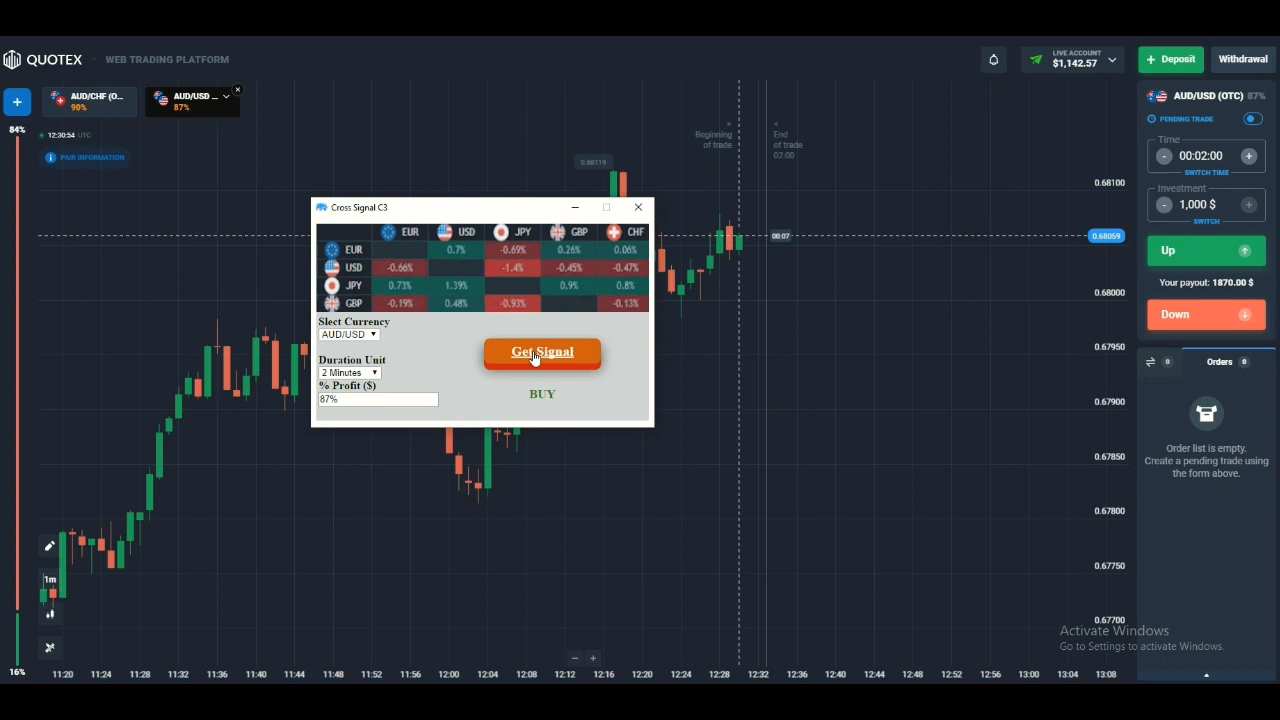 QUOTEX
WEB TRADING PLATFORM
LIVE ACCOUNT
$1,142.57
+ Deposit
Withdrawal
+
AUD/CHF (O...
90%
AUD/USD ...
87%
84%
12:30:54 UTC
PAIR INFORMATION
Beginning
of trade
End
of trade
02:00
0.68119
00:07
0.68100
0.68059
0.68000
0.67950
0.67900
0.67850
0.67800
0.67750
0.67700
Cross Signal C3
EUR USD JPY GBP CHF
EUR 0.7% -0.69% 0.26% 0.06%
USD -0.66% -1.4% -0.45% -0.47%
JPY 0.73% 1.39% 0.9% 0.8%
GBP -0.19% 0.48% -0.93% -0.13%
Slect Currency
AUD/USD
Duration Unit
2 Minutes
% Profit ($)
87%
Get Signal
BUY
AUD/USD (OTC) 87%
PENDING TRADE
Time
- 00:02:00 +
SWITCH TIME
Investment
- 1,000 $ +
SWITCH
Up
Your payout: 1870.00 $
Down
0
Orders 0
Order list is empty.
Create a pending trade using
the form above.
1m
16%
- +
11:20 11:24 11:28 11:32 11:36 11:40 11:44 11:48 11:52 11:56 12:00 12:04 12:08 12:12 12:16 12:20 12:24 12:28 12:32 12:36 12:40 12:44 12:48 12:52 12:56 13:00 13:04 13:08
Activate Windows
Go to Settings to activate Windows.